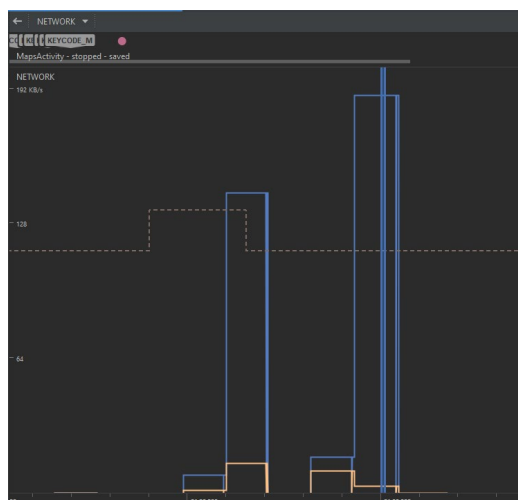 NETWORK
KEYCODE_M
MapsActivity - stopped - saved
NETWORK
192 KB/s
128
64